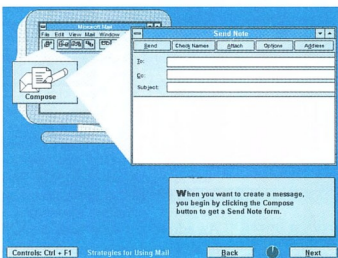 Microsoft Mail
File Edit View Mail Window
Compose
Send Note
Send Check Names Attach Options Address
To:
Cc:
Subject:
When you want to create a message,
you begin by clicking the Compose
button to get a Send Note form.
Controls: Ctrl + F1 Strategies for Using Mail Back Next